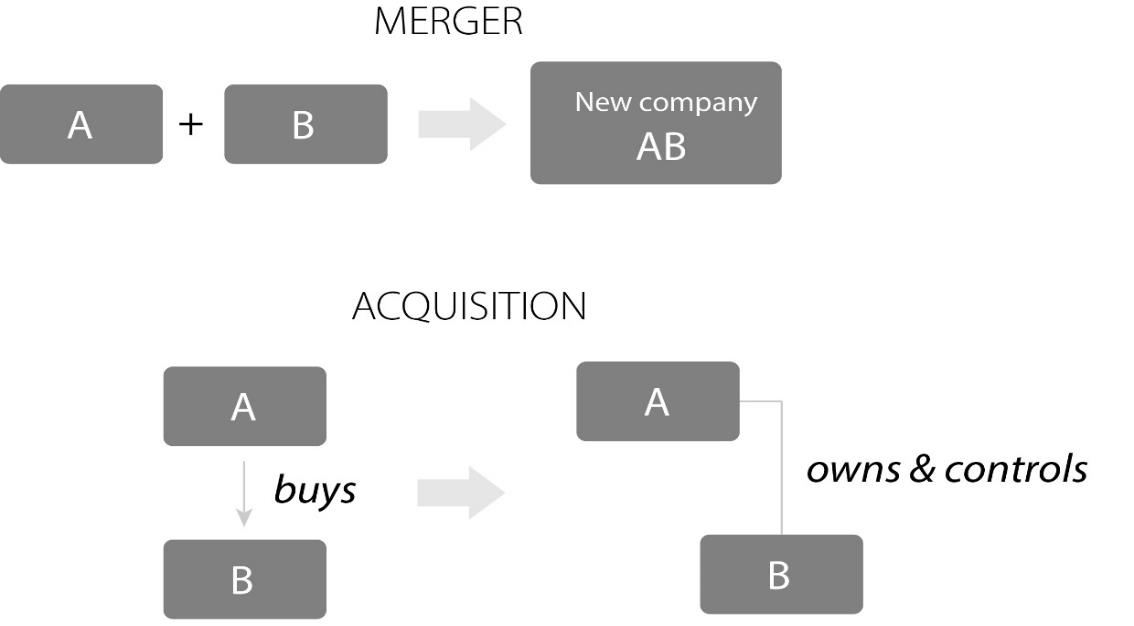 MERGER
A + B
New company
AB
ACQUISITION
A
buys
B
A
owns & controls
B